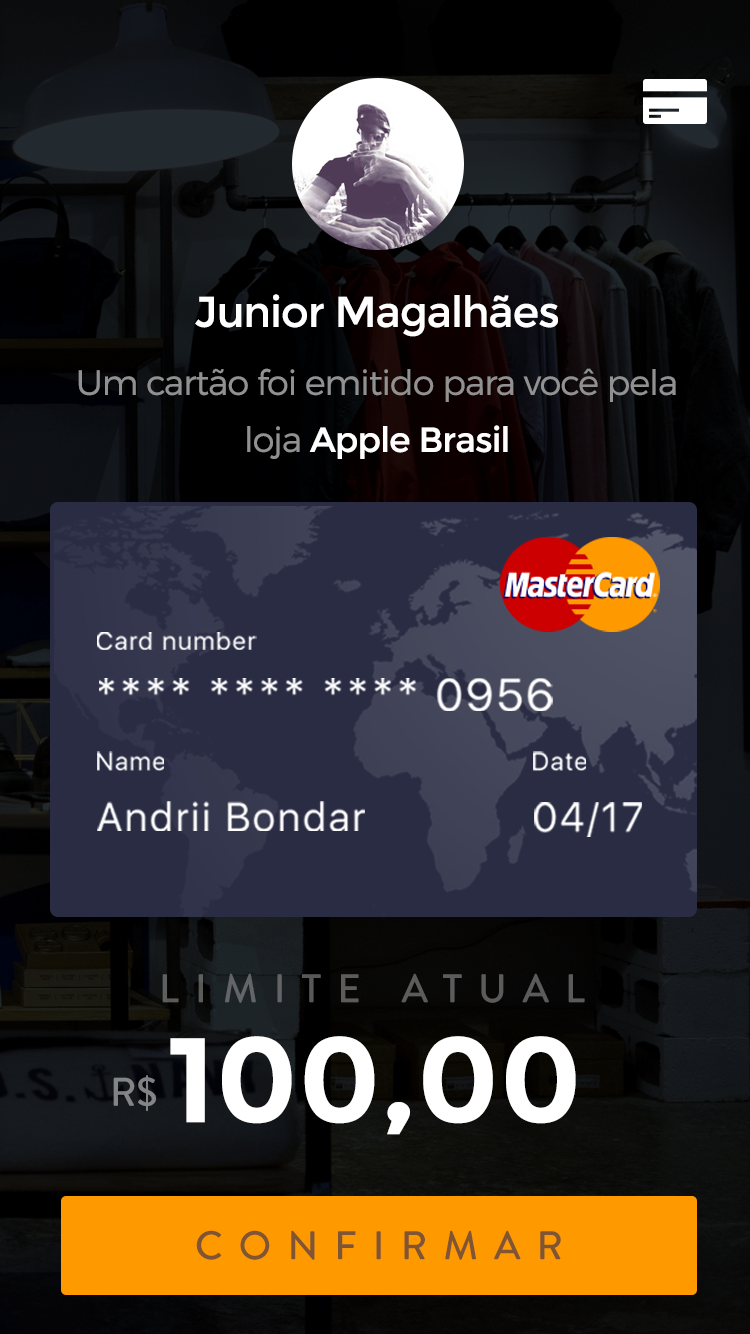 Junior Magalhães
Um cartão foi emitido para você pela
loja Apple Brasil
MasterCard
Card number
**** **** **** 0956
Name
Date
Andrii Bondar
04/17
LIMITE ATUAL
R$ 100,00
CONFIRMAR